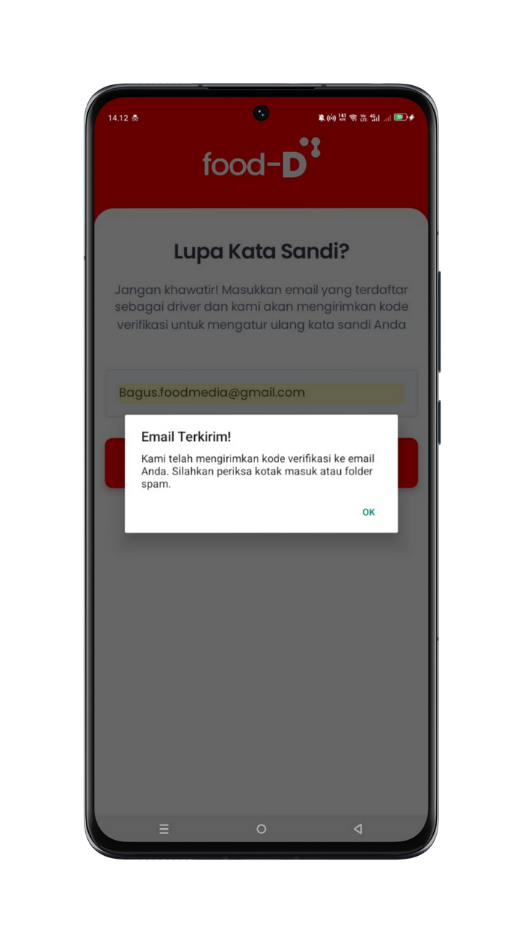 14.12
food-D
Lupa Kata Sandi?
Jangan khawatir! Masukkan email yang terdaftar
sebagai driver dan kami akan mengirimkan kode
verifikasi untuk mengatur ulang kata sandi Anda
Bagus.foodmedia@gmail.com
Email Terkirim!
Kami telah mengirimkan kode verifikasi ke email
Anda. Silahkan periksa kotak masuk atau folder
spam.
OK